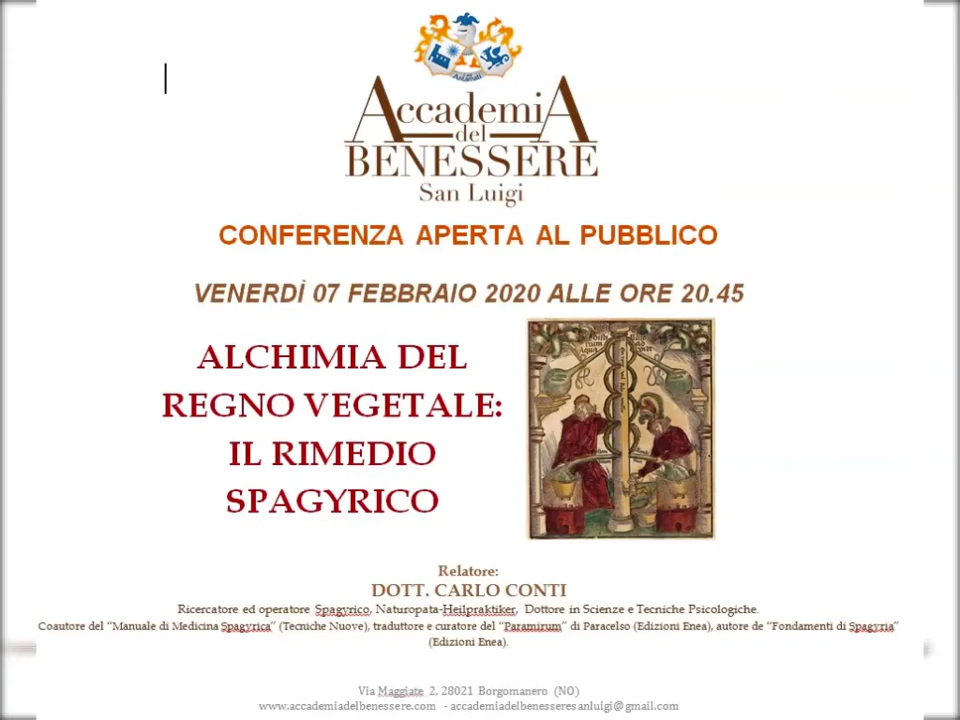 Antamati
AccademiA
del
BENESSERE
San Luigi
CONFERENZA APERTA AL PUBBLICO
VENERDÌ 07 FEBBRAIO 2020 ALLE ORE 20.45
ALCHIMIA DEL
REGNO VEGETALE:
IL RIMEDIO
SPAGYRICO
Relatore:
DOTT. CARLO CONTI
Ricercatore ed operatore Spagyrico, Naturopata-Heilpraktiker, Dottore in Scienze e Tecniche Psicologiche.
Coautore del “Manuale di Medicina Spagyrica” (Tecniche Nuove), traduttore e curatore del “Paramirum” di Paracelso (Edizioni Enea), autore de “Fondamenti di Spagyria”
(Edizioni Enea).
Via Maggiate 2, 28021 Borgomanero (NO)
www.accademiadelbenessere.com - accademiadelbenesseresanluigi@gmail.com